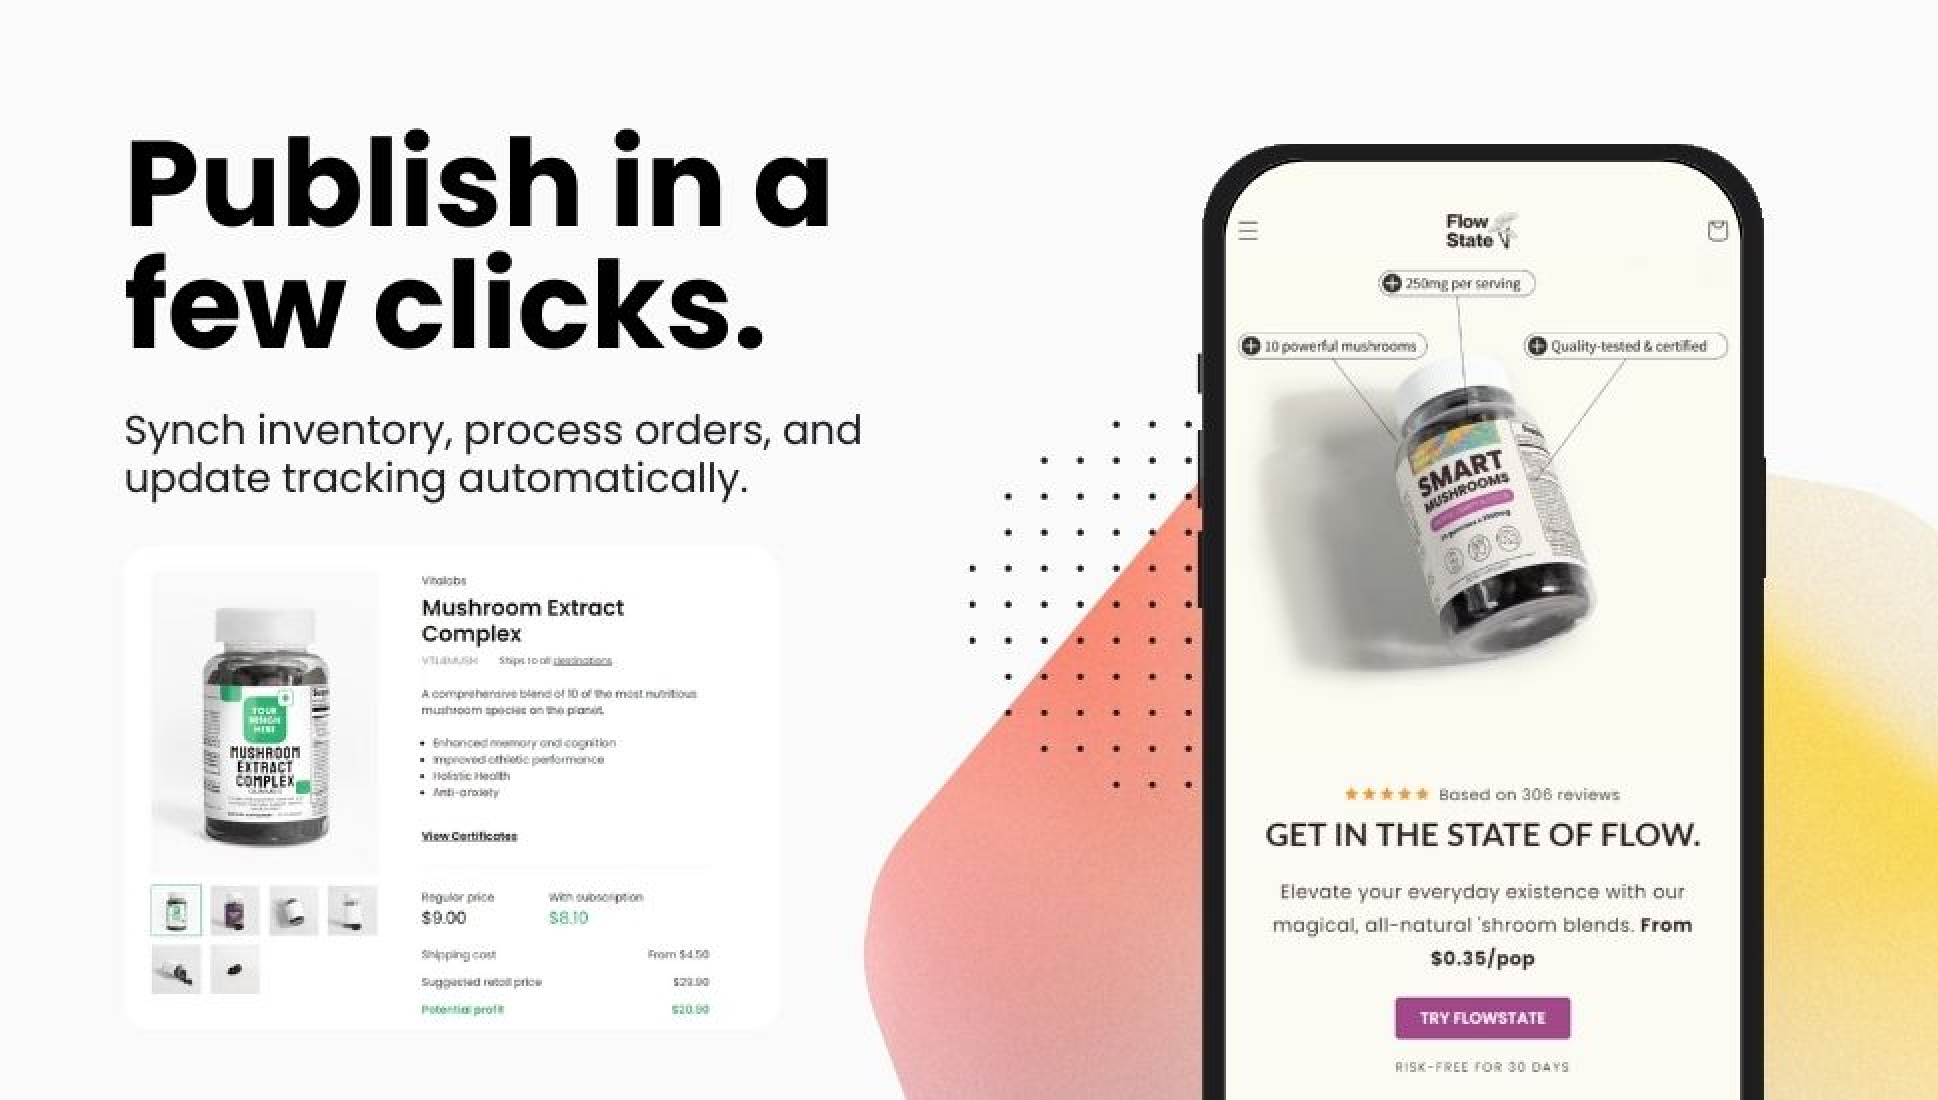 Publish in a
few clicks.
Synch inventory, process orders, and
update tracking automatically.
Vitalabs
Mushroom Extract
Complex
Ships to all destinations
A comprehensive blend of 10 of the most nutritious
mushroom species on the planet.
Enhanced memory and cognition
Improved athletic performance
Holistic Health
Anti-anxiety
View Certificates
Regular price
With subscription
$9.00
$8.10
Shipping cost
From $4.50
Suggested retail price
$29.90
Potential profit
$20.90
YOUR
DESIGN
HERE
MUSHROOM
EXTRACT
COMPLEX
Flow
State
250mg per serving
10 powerful mushrooms
Quality-tested & certified
SMART
MUSHROOMS
Based on 306 reviews
GET IN THE STATE OF FLOW.
Elevate your everyday existence with our
magical, all-natural 'shroom blends. From
$0.35/pop
TRY FLOWSTATE
RISK-FREE FOR 30 DAYS